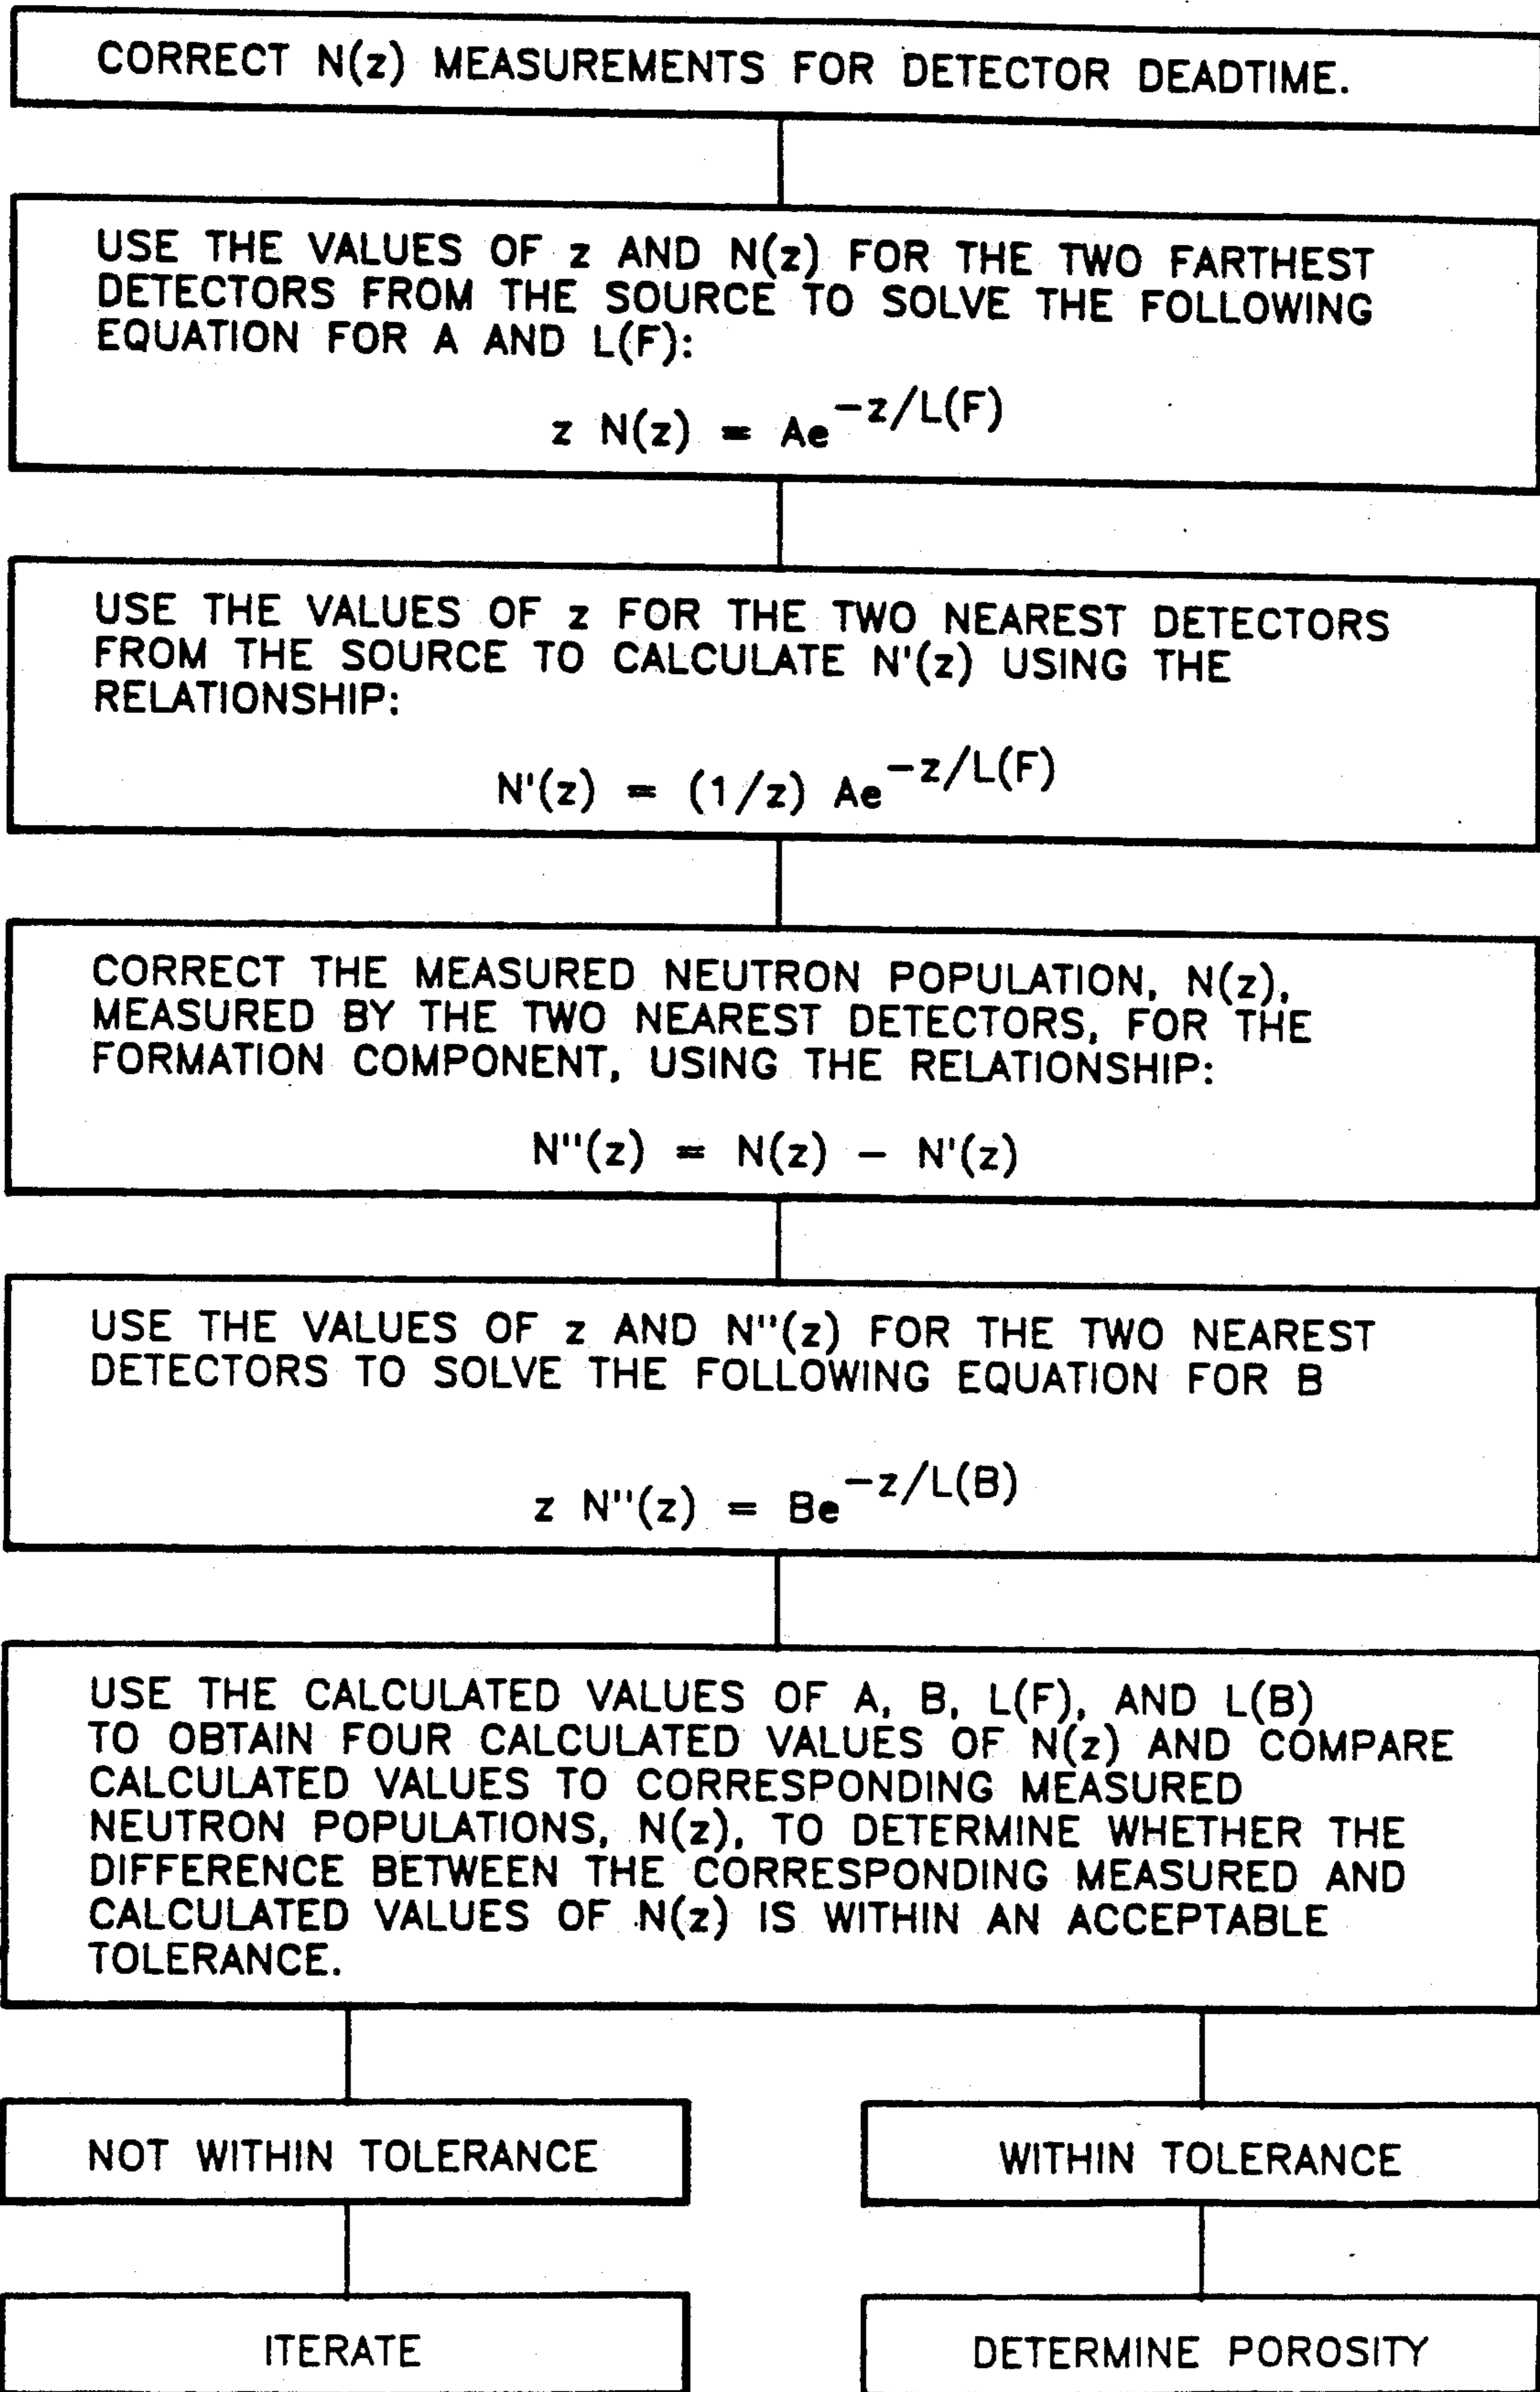 CORRECT N(z) MEASUREMENTS FOR DETECTOR DEADTIME.
USE THE VALUES OF z AND N(z) FOR THE TWO FARTHEST
DETECTORS FROM THE SOURCE TO SOLVE THE FOLLOWING
EQUATION FOR A AND L(F):
z N(z) = Ae^-z/L(F)
USE THE VALUES OF z FOR THE TWO NEAREST DETECTORS
FROM THE SOURCE TO CALCULATE N'(z) USING THE
RELATIONSHIP:
N'(z) = (1/z) Ae^-z/L(F)
CORRECT THE MEASURED NEUTRON POPULATION, N(z),
MEASURED BY THE TWO NEAREST DETECTORS, FOR THE
FORMATION COMPONENT, USING THE RELATIONSHIP:
N''(z) = N(z) - N'(z)
USE THE VALUES OF z AND N''(z) FOR THE TWO NEAREST
DETECTORS TO SOLVE THE FOLLOWING EQUATION FOR B
z N''(z) = Be^-z/L(B)
USE THE CALCULATED VALUES OF A, B, L(F), AND L(B)
TO OBTAIN FOUR CALCULATED VALUES OF N(z) AND COMPARE
CALCULATED VALUES TO CORRESPONDING MEASURED
NEUTRON POPULATIONS, N(z), TO DETERMINE WHETHER THE
DIFFERENCE BETWEEN THE CORRESPONDING MEASURED AND
CALCULATED VALUES OF N(z) IS WITHIN AN ACCEPTABLE
TOLERANCE.
NOT WITHIN TOLERANCE
WITHIN TOLERANCE
ITERATE
DETERMINE POROSITY